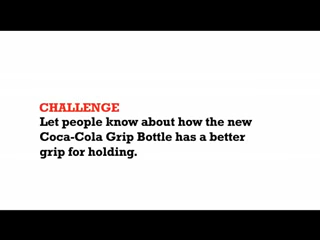 CHALLENGE
Let people know about how the new
Coca-Cola Grip Bottle has a better
grip for holding.